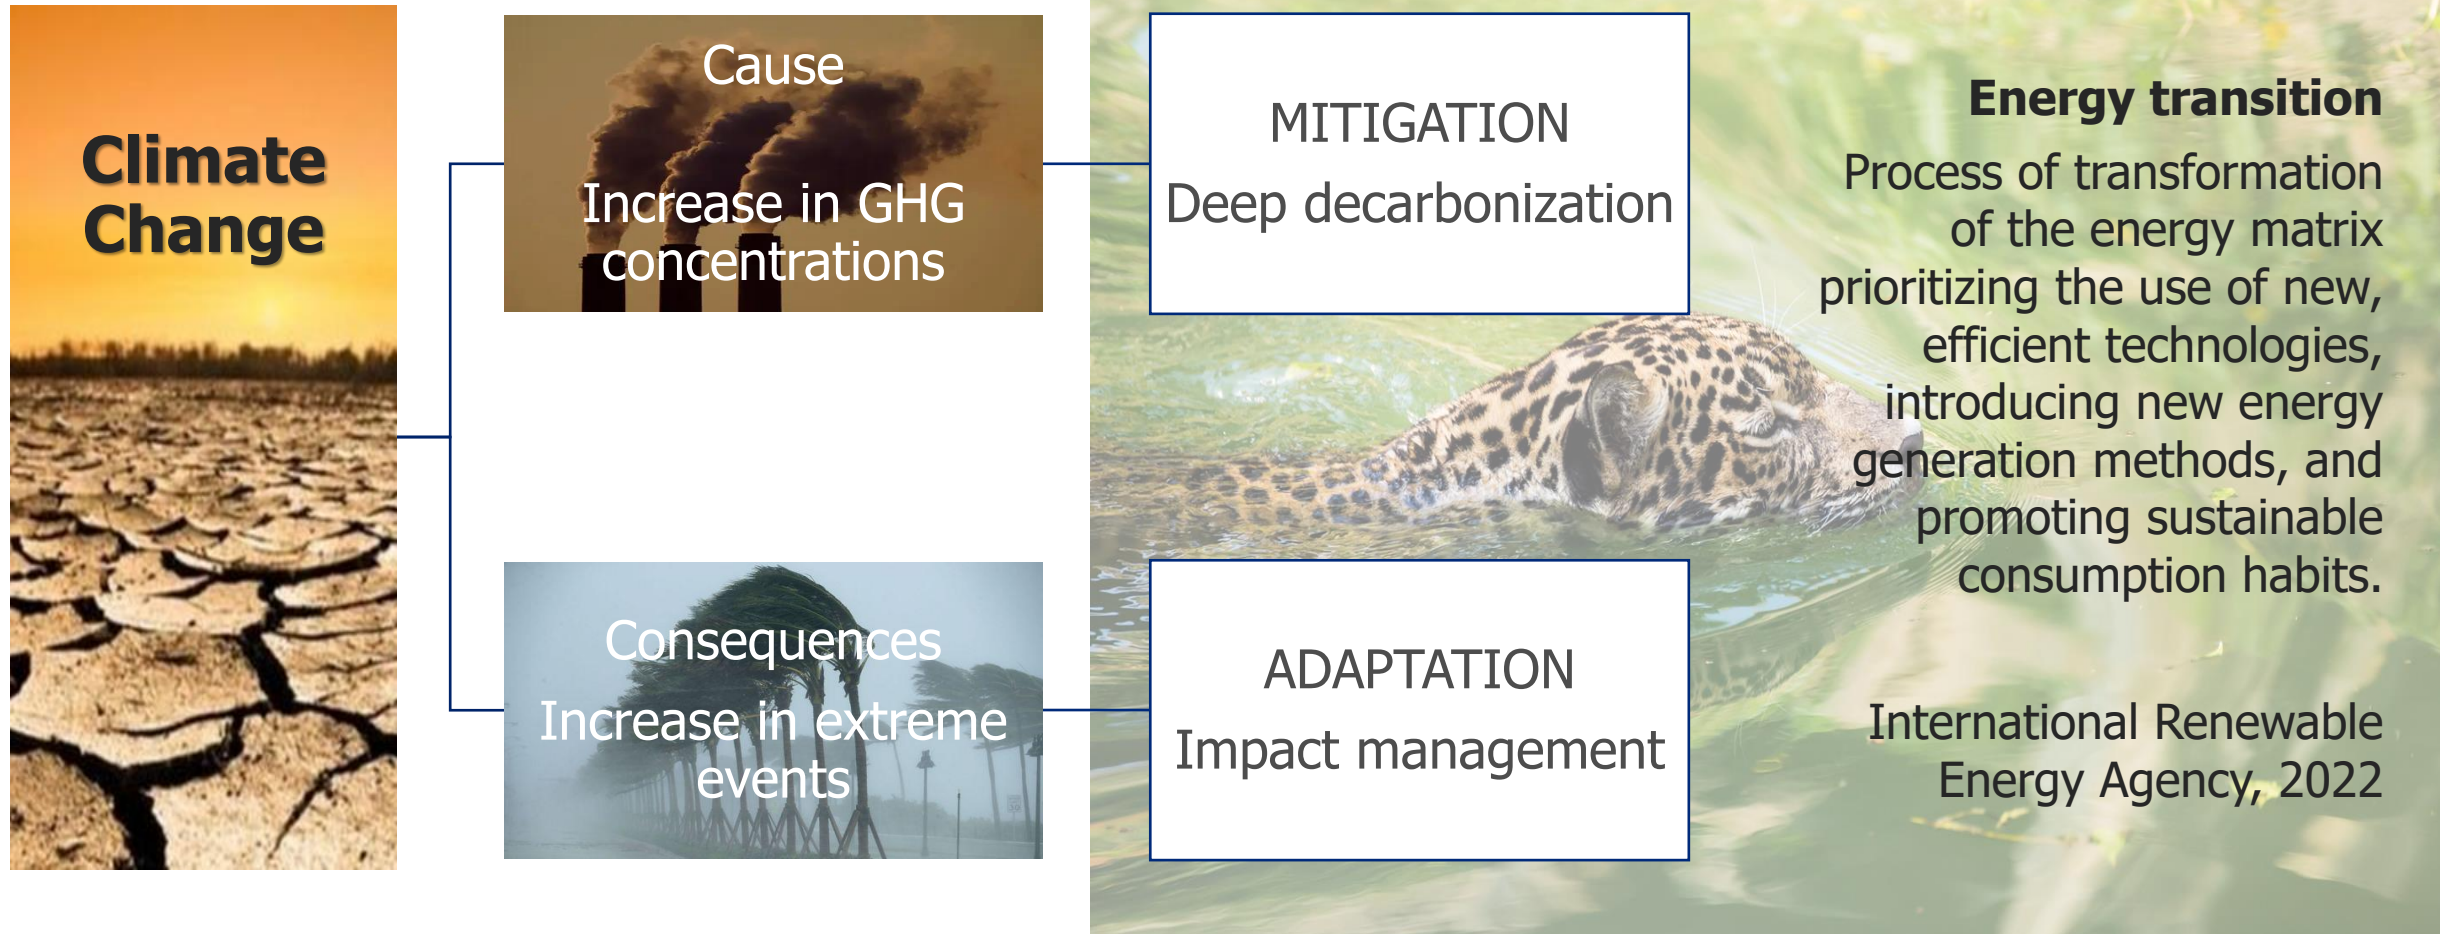 Climate
Change
Cause
Increase in GHG
concentrations
Consequences
Increase in extreme
events
MITIGATION
Deep decarbonization
ADAPTATION
Impact management
Energy transition
Process of transformation
of the energy matrix
prioritizing the use of new,
efficient technologies,
introducing new energy
generation methods, and
promoting sustainable
consumption habits.
International Renewable
Energy Agency, 2022